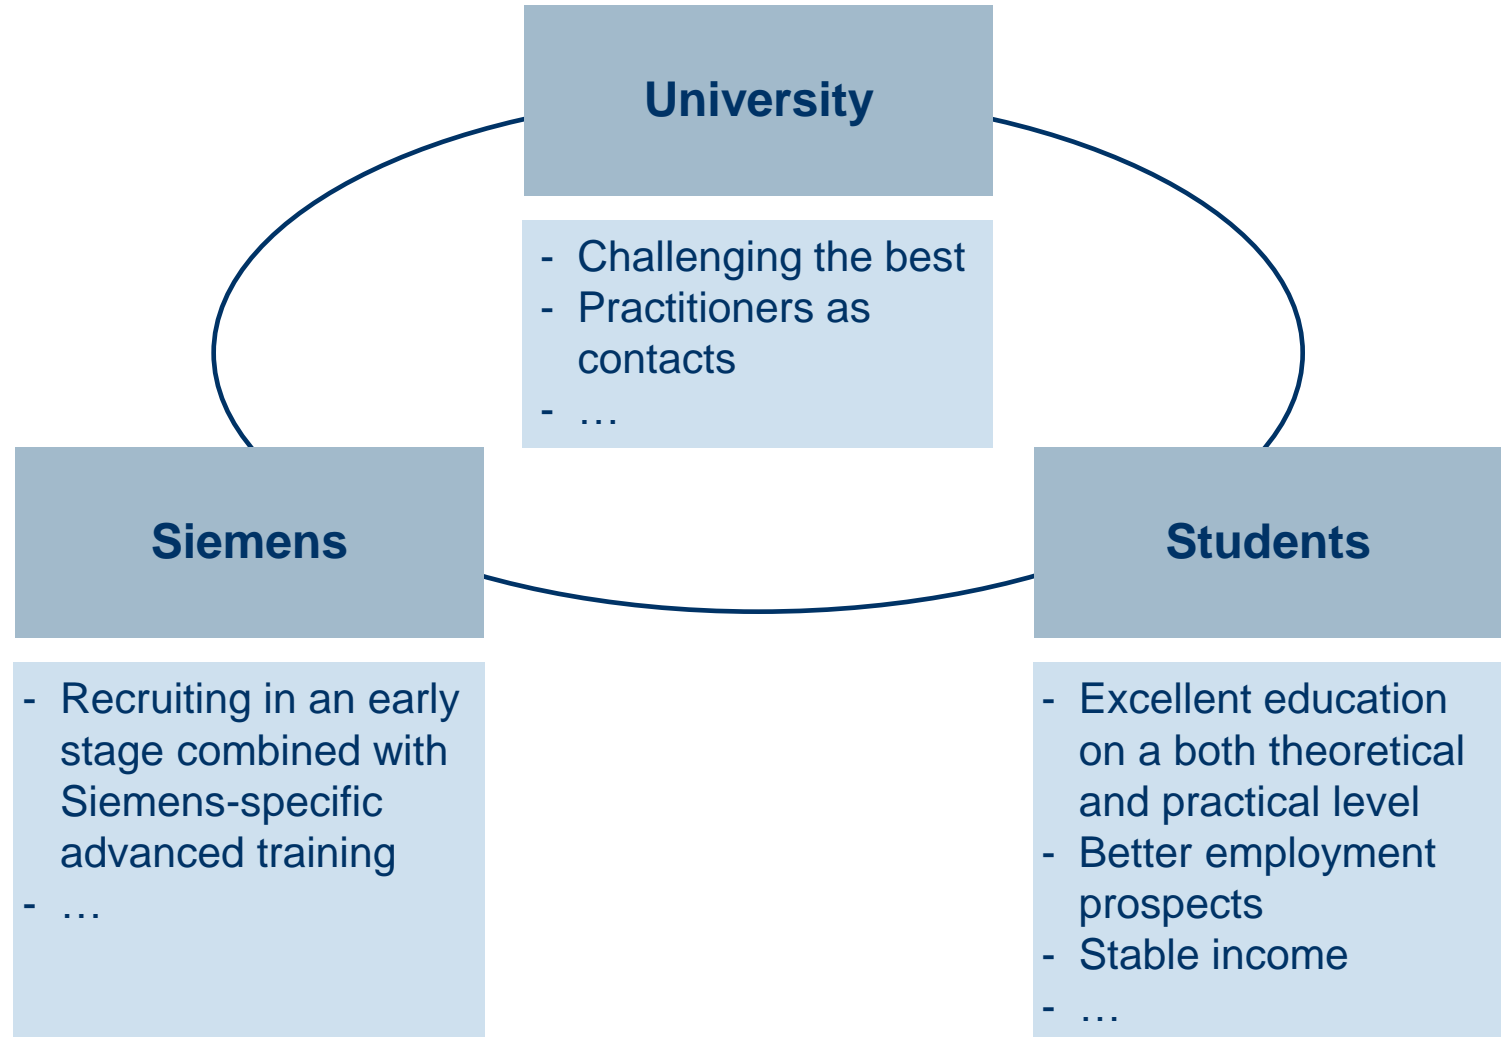 University
- Challenging the best
- Practitioners as
contacts
- …
Siemens
- Recruiting in an early
stage combined with
Siemens-specific
advanced training
- …
Students
- Excellent education
on a both theoretical
and practical level
- Better employment
prospects
- Stable income
- …